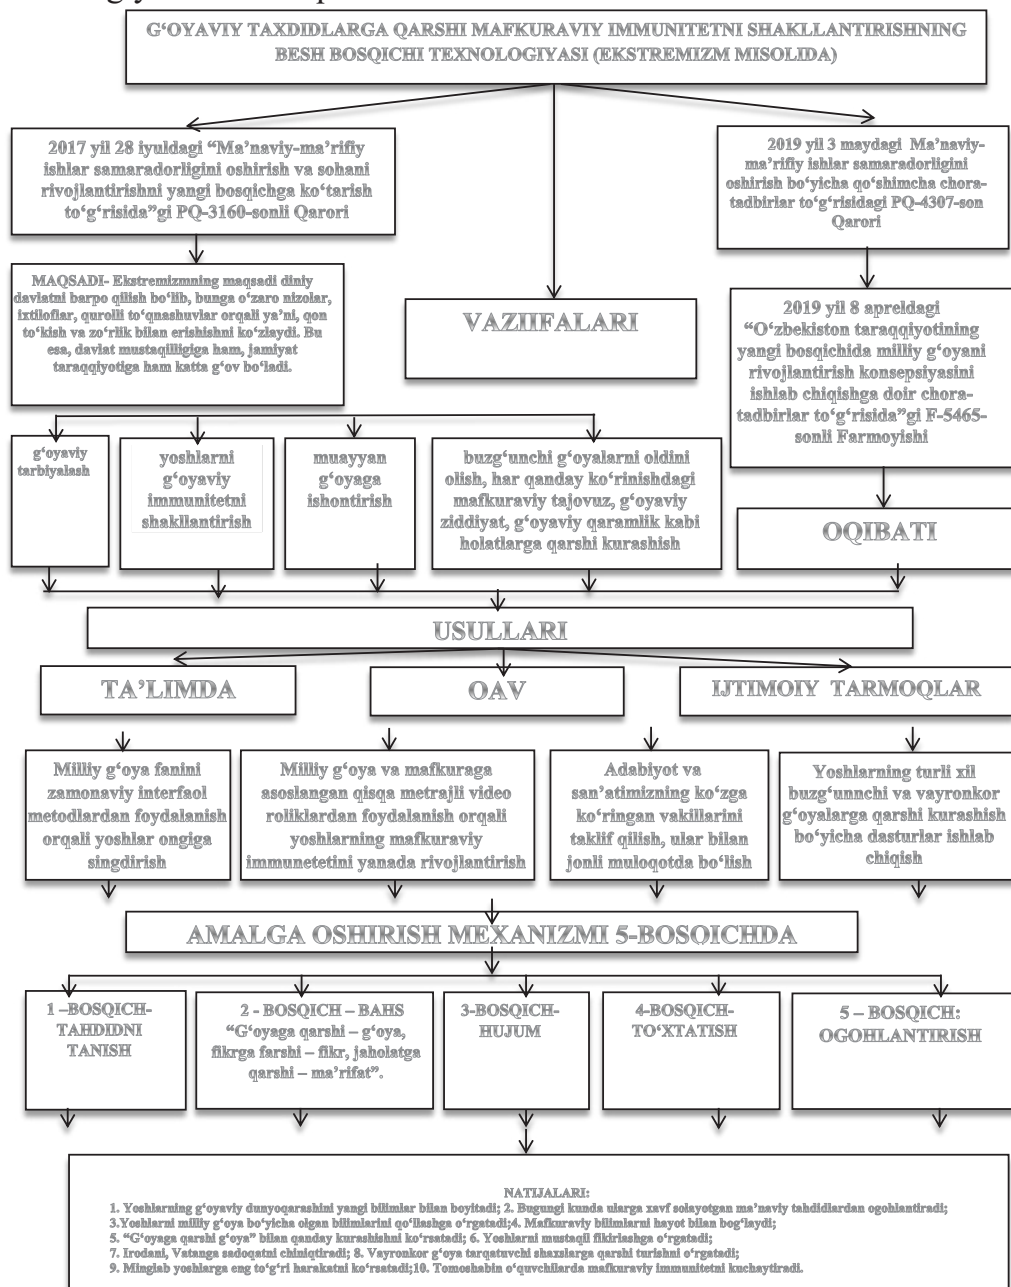 G‘OYAVIY TAXDIDLARGA QARSHI MAFKURAVIY IMMUNITETNI SHAKLLANTIRISHNING
BESH BOSQICHI TEXNOLOGIYASI (EKSTREMIZM MISOLIDA)
2017 yil 28 iyuldagi “Ma’naviy-ma’rifiy
ishlar samaradorligini oshirish va sohani
rivojlantirishni yangi bosqichga ko‘tarish
to‘g‘risida”gi PQ-3160-sonli Qarori
2019 yil 3 maydagi Ma’naviy-
ma’rifiy ishlar samaradorligini
oshirish bo‘yicha qo‘shimcha chora-
tadbirlar to‘g‘risidagi PQ-4307-son
Qarori
MAQSADI- Ekstremizmning maqsadi diniy
davlatni barpo qilish bo‘lib, bunga o‘zaro nizolar,
ixtiloflar, qurolli to‘qnashuvlar orqali ya’ni, qon
to‘kish va zo‘rlik bilan erishishni ko‘zlaydi. Bu
esa, davlat mustaqilligiga ham, jamiyat
taraqqiyotiga ham katta g‘ov bo‘ladi.
VAZIIFALARI
2019 yil 8 apreldagi
“O‘zbekiston taraqqiyotining
yangi bosqichida milliy g‘oyani
rivojlantirish konsepsiyasini
ishlab chiqishga doir chora-
tadbirlar to‘g‘risida”gi F-5465-
sonli Farmoyishi
g‘oyaviy
tarbiyalash
yoshlarni
g‘oyaviy
immunitetni
shakllantirish
muayyan
g‘oyaga
ishontirish
buzg‘unchi g‘oyalarni oldini
olish, har qanday ko‘rinishdagi
mafkuraviy tajovuz, g‘oyaviy
ziddiyat, g‘oyaviy qaramlik kabi
holatlarga qarshi kurashish
OQIBATI
USULLARI
TA’LIMDA
OAV
IJTIMOIY TARMOQLAR
Milliy g‘oya fanini
zamonaviy interfaol
metodlardan foydalanish
orqali yoshlar ongiga
singdirish
Milliy g‘oya va mafkuraga
asoslangan qisqa metrajli video
roliklardan foydalanish orqali
yoshlarning mafkuraviy
immunetetini yanada rivojlantirish
Adabiyot va
san’atimizning ko‘zga
ko‘ringan vakillarini
taklif qilish, ular bilan
jonli muloqotda bo‘lish
Yoshlarning turli xil
buzg‘unnchi va vayronkor
g‘oyalarga qarshi kurashish
bo‘yicha dasturlar ishlab
chiqish
AMALGA OSHIRISH MEXANIZMI 5-BOSOICHDA
1 –BOSQICH-
TAHDIDNI
TANISH
2 - BOSQICH – BAHS
“G‘oyaga qarshi – g‘oya,
fikrga farshi – fikr, jaholatga
qarshi – ma’rifat”.
3-BOSQICH-
HUJUM
4-BOSQICH-
TO‘XTATISH
5 – BOSQICH:
OGOHLANTIRISH
NATIJALARI:
1. Yoshlarning g‘oyaviy dunyoqarashini yangi bilimlar bilan boyitadi; 2. Bugungi kunda ularga xavf solayotgan ma’naviy tahdidlardan ogohlantiradi;
3.Yoshlarni milliy g‘oya bo‘yicha olgan bilimlarini qo‘llashga o‘rgatadi;4. Mafkuraviy bilimlarni hayot bilan bog‘laydi;
5. “G‘oyaga qarshi g‘oya” bilan qanday kurashishni ko‘rsatadi; 6. Yoshlarni mustaqil fikirlashga o‘rgatadi;
7. Irodani, Vatanga sadoqatni chiniqtiradi; 8. Vayronkor g‘oya tarqatuvchi shaxslarga qarshi turishni o‘rgatadi;
9. Minglab yoshlarga eng to‘g‘ri harakatni ko‘rsatadi;10. Tomoshabin o‘quvchilarda mafkuraviy immunitetni kuchaytiradi.